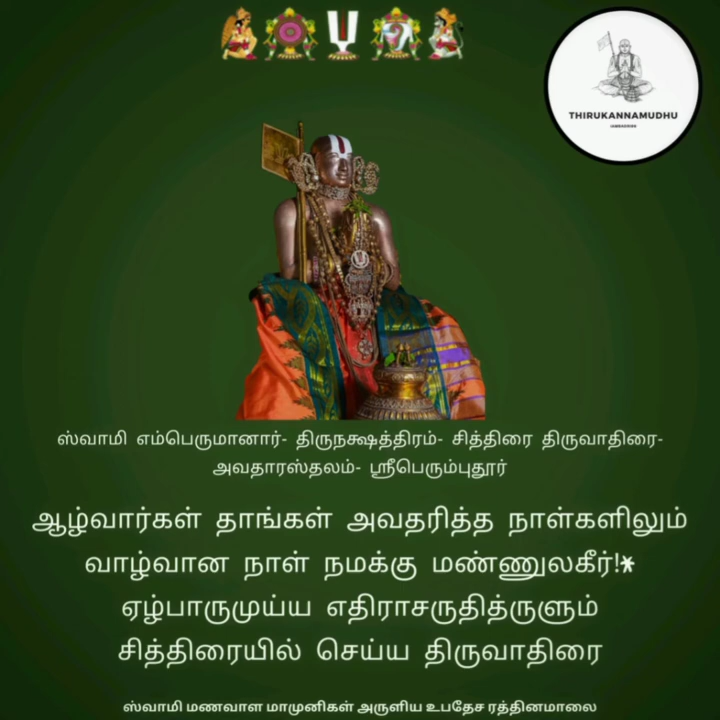 THIRUKANNAMUDHU
ஸ்வாமி எம்பெருமானார்- திருநக்ஷத்திரம்- சித்திரை திருவாதிரை-
அவதாரஸ்தலம்- ஸ்ரீபெரும்புதூர்
ஆழ்வார்கள் தாங்கள் அவதரித்த நாள்களிலும்
வாழ்வான நாள் நமக்கு மண்ணுலகீர்!*
ஏழ்பாருமுய்ய எதிராசருதித்ருளும்
சித்திரையில் செய்ய திருவாதிரை
ஸ்வாமி மணவாள மாமுனிகள் அருளிய உபதேச ரத்தினமாலை